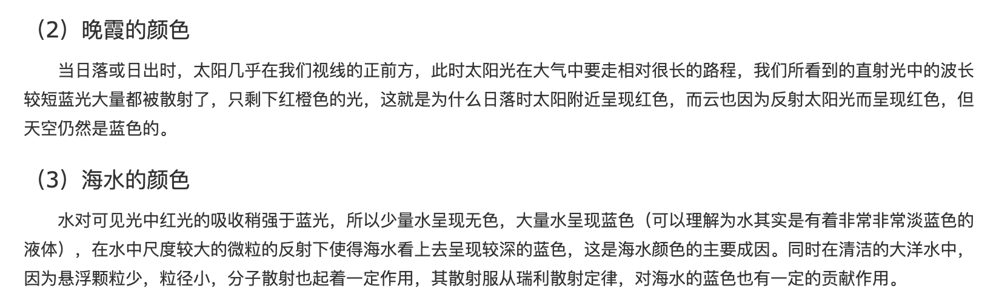 （2）晚霞的颜色
当日落或日出时，太阳几乎在我们视线的正前方，此时太阳光在大气中要走相对很长的路程，我们所看到的直射光中的波长
较短蓝光大量都被散射了，只剩下红橙色的光，这就是为什么日落时太阳附近呈现红色，而云也因为反射太阳光而呈现红色，但
天空仍然是蓝色的。
（3）海水的颜色
水对可见光中红光的吸收稍强于蓝光，所以少量水呈现无色，大量水呈现蓝色（可以理解为水其实是有着非常非常淡蓝色的
液体），在水中尺度较大的微粒的反射下使得海水看上去呈现较深的蓝色，这是海水颜色的主要成因。同时在清洁的大洋水中，
因为悬浮颗粒少，粒径小，分子散射也起着一定作用，其散射服从瑞利散射定律，对海水的蓝色也有一定的贡献作用。